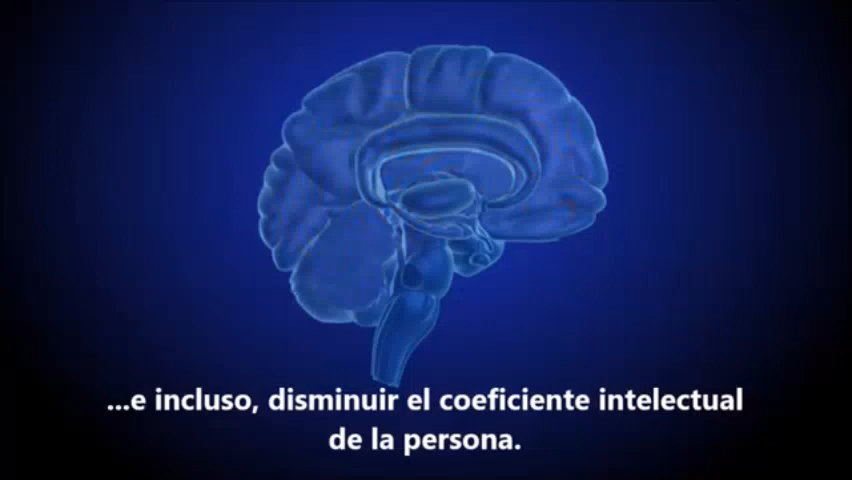 ...e incluso, disminuir el coeficiente intelectual
de la persona.